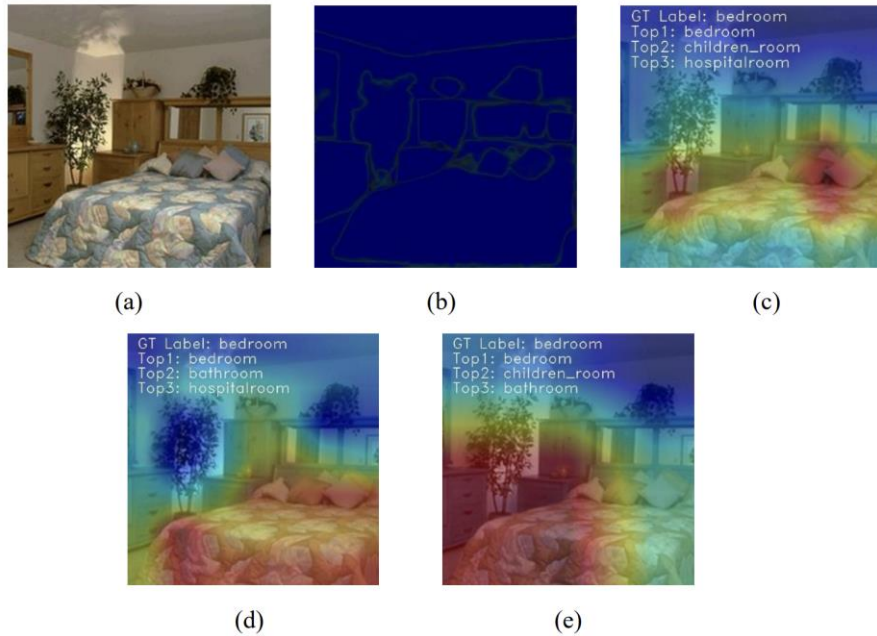 GT Label: bedroom
Top1: bedroom
Top2: children_room
Top3: hospitalroom
(a)
(b)
(c)
GT Label: bedroom
Top1: bedroom
Top2: bathroom
Top3: hospitalroom
GT Label: bedroom
Top1: bedroom
Top2: children_room
Top3: bathroom
(d)
(e)